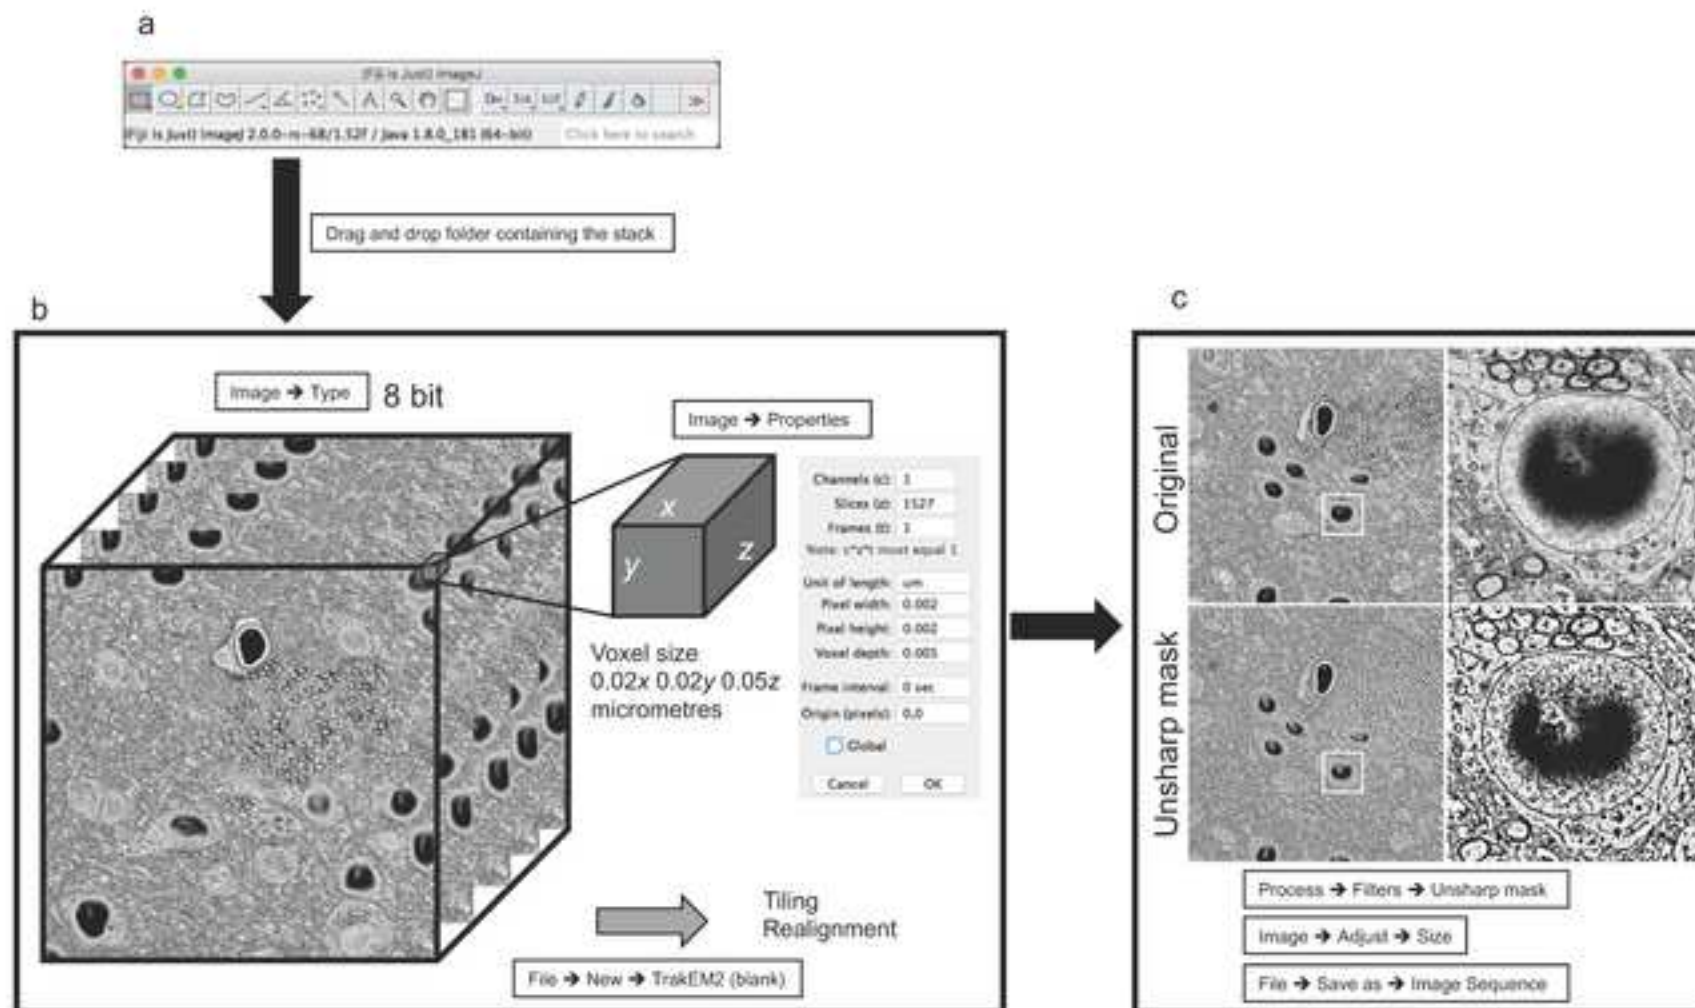 a
(Fiji Is Just) ImageJ
(Fiji Is Just) ImageJ 2.0.0-rc-68/1.52f / Java 1.8.0_181 (64-bit)
Click here to search
Drag and drop folder containing the stack
b
Image ➔ Type
8 bit
Image ➔ Properties
x
y
z
Voxel size
0.02x 0.02y 0.05z
micrometres
Channels (c): 1
Slices (z): 1527
Frames (t): 1
Note: c*z*t must equal 1
Unit of length: um
Pixel width: 0.002
Pixel height: 0.002
Voxel depth: 0.005
Frame interval: 0 sec
Origin (pixels): 0,0
Global
Cancel
OK
Tiling
Realignment
File ➔ New ➔ TrakEM2 (blank)
c
Original
Unsharp mask
Process ➔ Filters ➔ Unsharp mask
Image ➔ Adjust ➔ Size
File ➔ Save as ➔ Image Sequence